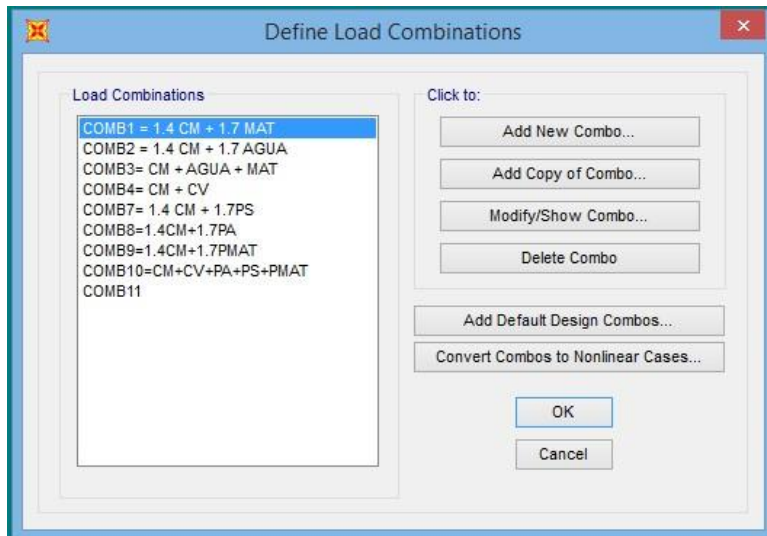 Define Load Combinations
Load Combinations
COMB1 = 1.4 CM + 1.7 MAT
COMB2 = 1.4 CM + 1.7 AGUA
COMB3= CM + AGUA + MAT
COMB4= CM + CV
COMB7= 1.4 CM + 1.7PS
COMB8=1.4CM+1.7PA
COMB9=1.4CM+1.7PMAT
COMB10=CM+CV+PA+PS+PMAT
COMB11
Click to:
Add New Combo...
Add Copy of Combo...
Modify/Show Combo...
Delete Combo
Add Default Design Combos...
Convert Combos to Nonlinear Cases...
OK
Cancel